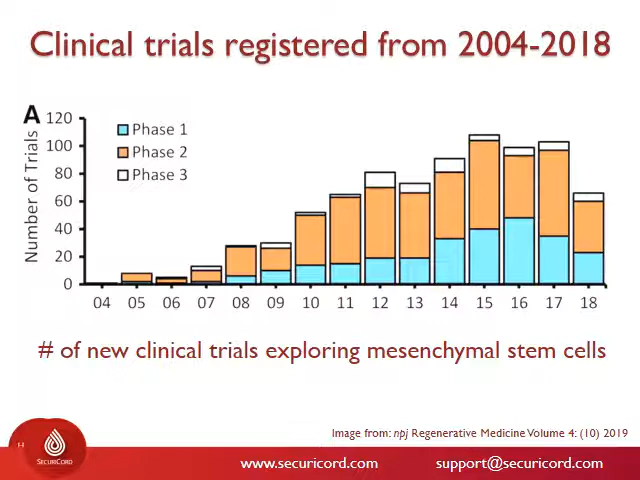 Clinical trials registered from 2004-2018
A
Number of Trials
120
100
80
60
40
20
0
Phase 1
Phase 2
Phase 3
04 05 06 07 08 09 10 11 12 13 14 15 16 17 18
# of new clinical trials exploring mesenchymal stem cells
Image from: npj Regenerative Medicine Volume 4: (10) 2019
SECURICORD
www.securicord.com support@securicord.com